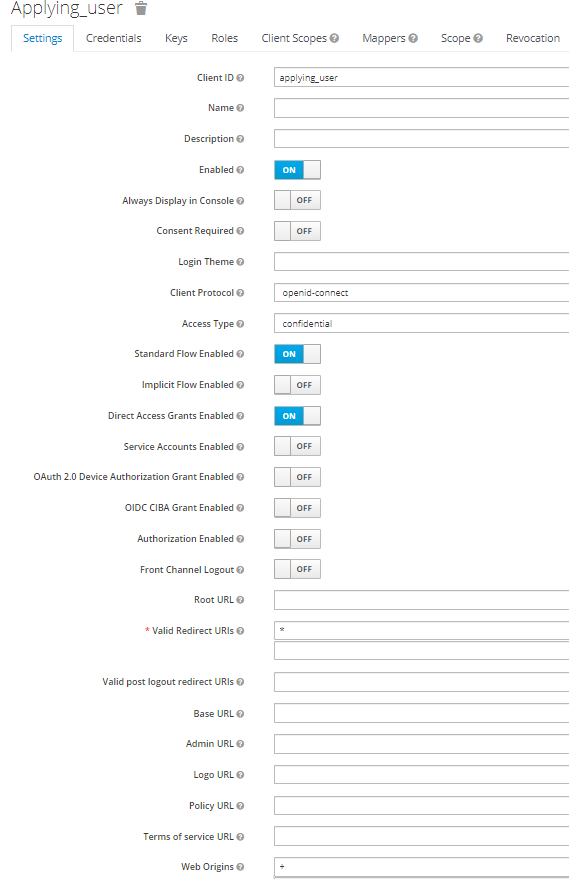 Applying_user
Settings Credentials Keys Roles Client Scopes Mappers Scope Revocation
Client ID applying_user
Name
Description
Enabled ON
Always Display in Console OFF
Consent Required OFF
Login Theme
Client Protocol openid-connect
Access Type confidential
Standard Flow Enabled ON
Implicit Flow Enabled OFF
Direct Access Grants Enabled ON
Service Accounts Enabled OFF
OAuth 2.0 Device Authorization Grant Enabled OFF
OIDC CIBA Grant Enabled OFF
Authorization Enabled OFF
Front Channel Logout OFF
Root URL
* Valid Redirect URIs *
Valid post logout redirect URIs
Base URL
Admin URL
Logo URL
Policy URL
Terms of service URL
Web Origins +